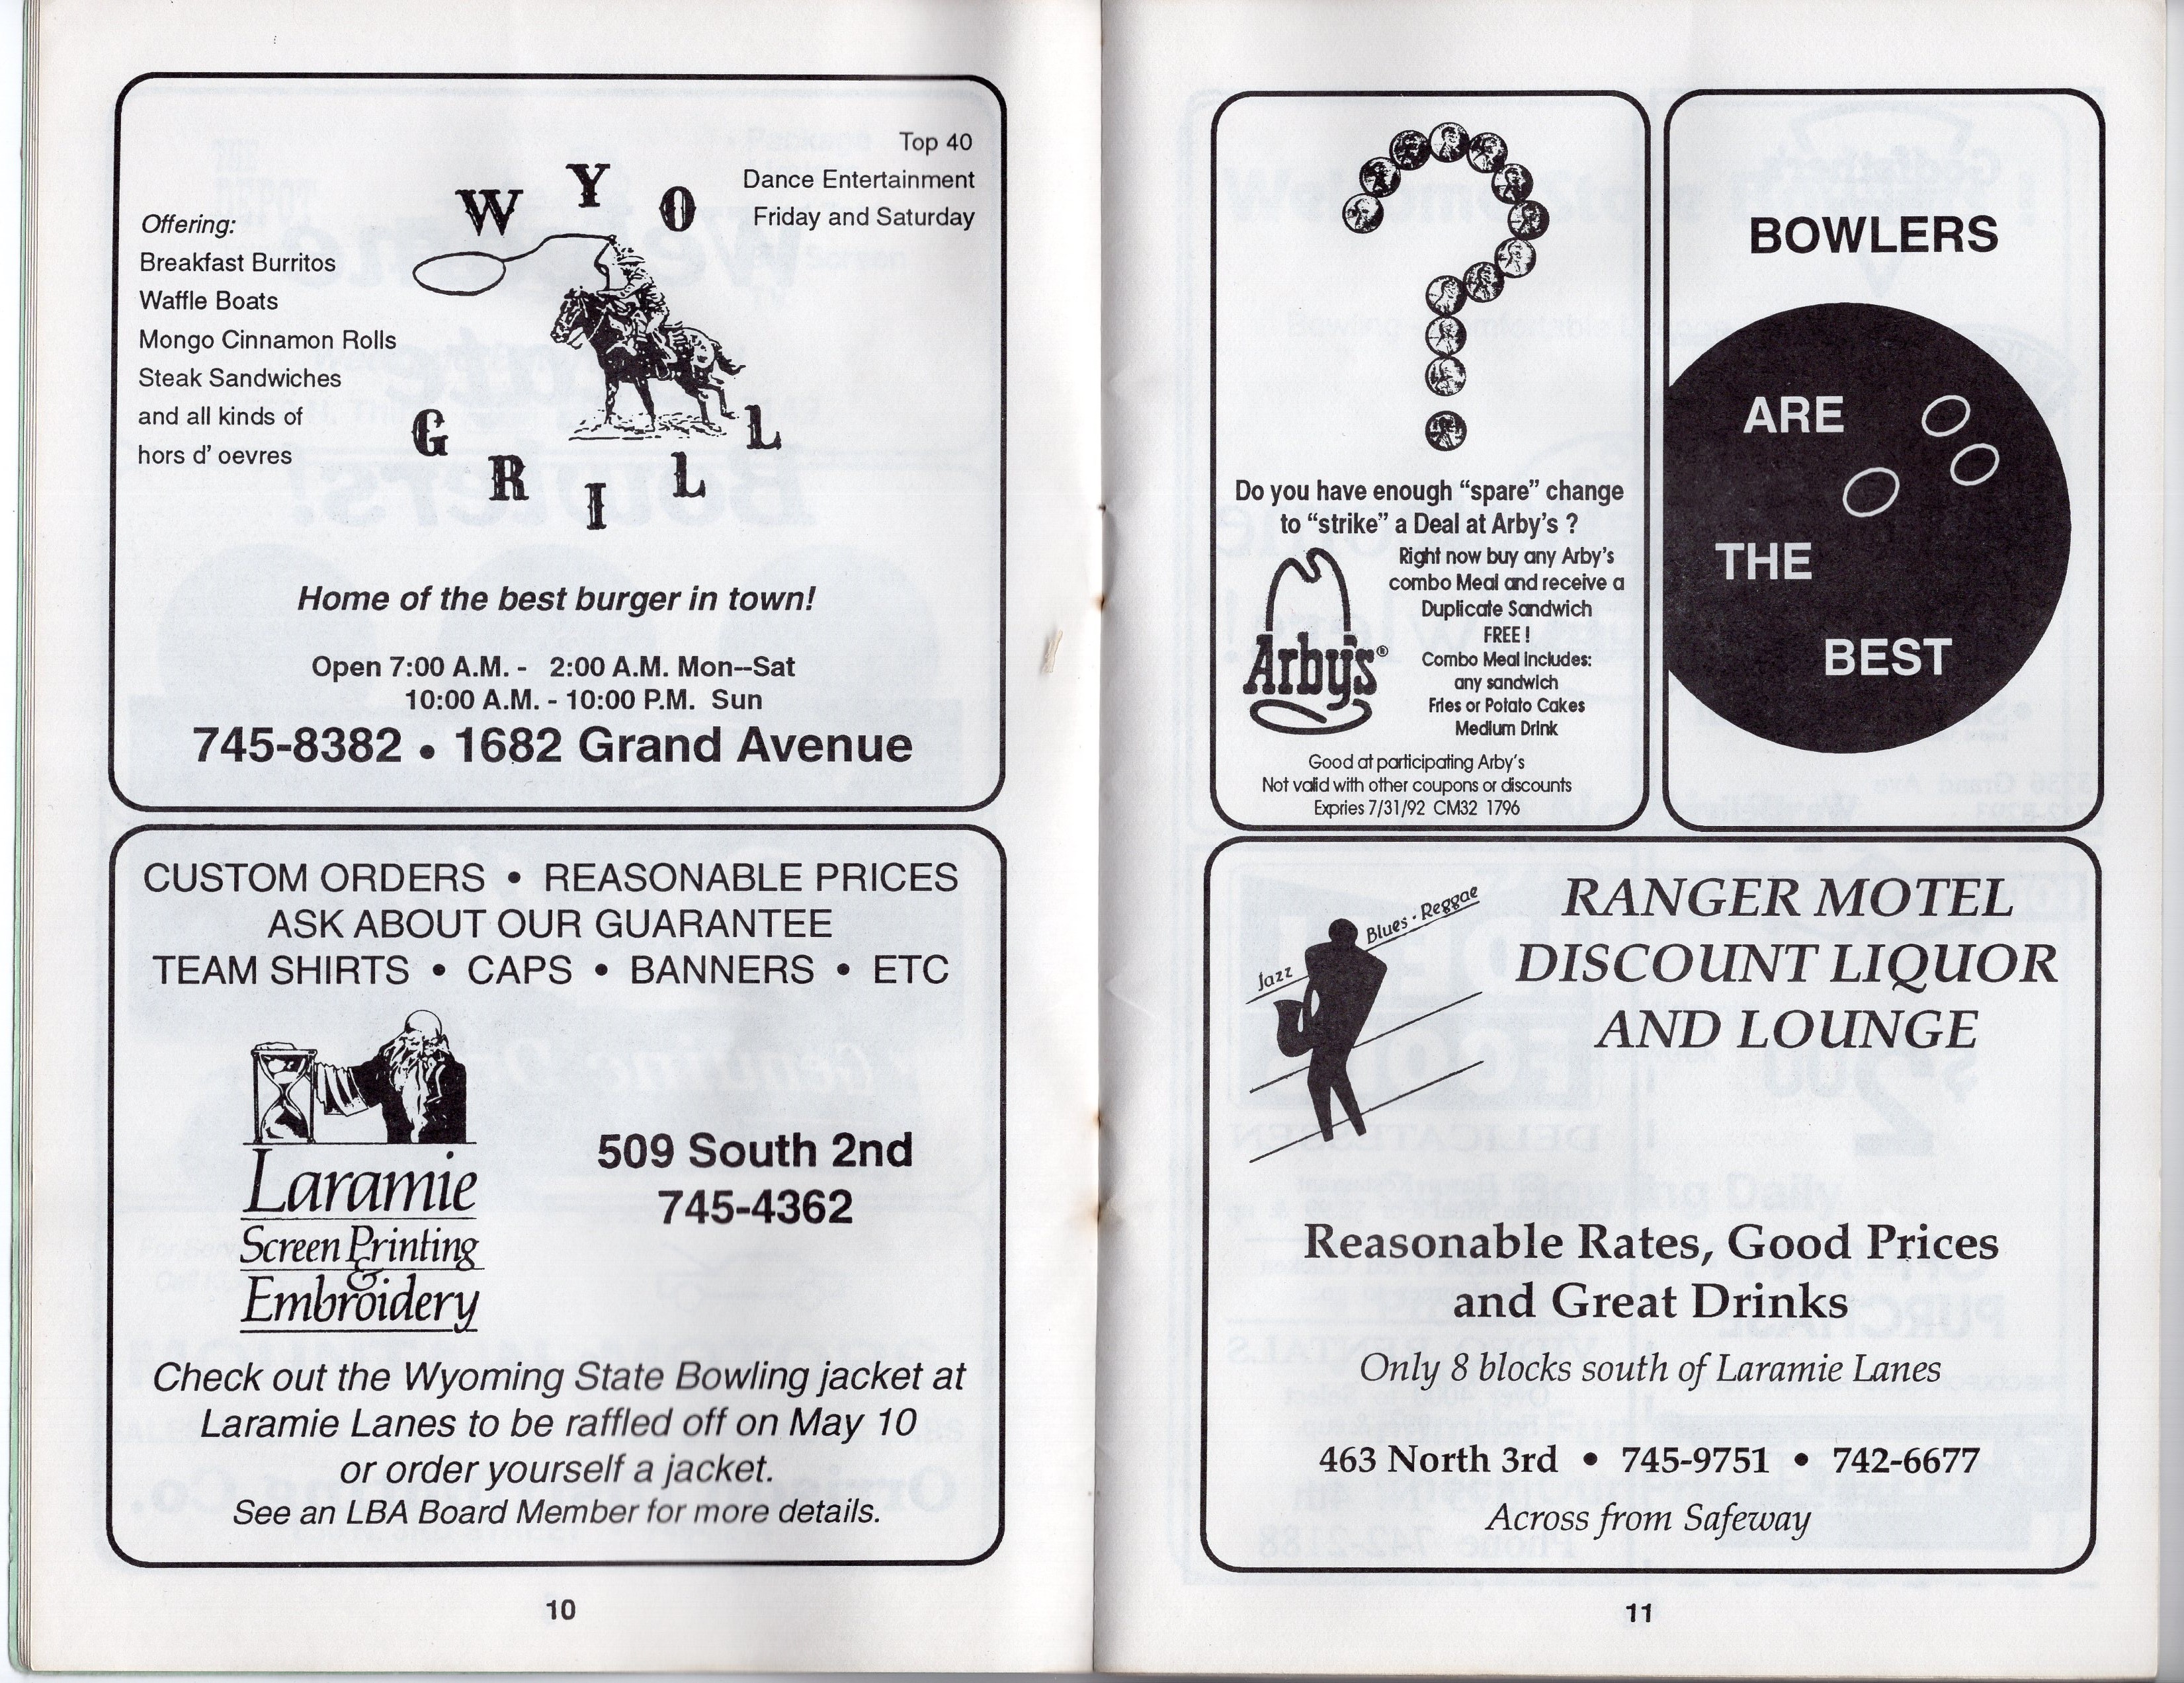 Top 40
Dance Entertainment
Friday and Saturday
W Y O
Offering:
Breakfast Burritos
Waffle Boats
Mongo Cinnamon Rolls
Steak Sandwiches
and all kinds of
hors d' oevres
G R I L L
Home of the best burger in town!
Open 7:00 A.M. - 2:00 A.M. Mon--Sat
10:00 A.M. - 10:00 P.M. Sun
745-8382 • 1682 Grand Avenue
CUSTOM ORDERS • REASONABLE PRICES
ASK ABOUT OUR GUARANTEE
TEAM SHIRTS • CAPS • BANNERS • ETC
Laramie
Screen Printing
&
Embroidery
509 South 2nd
745-4362
Check out the Wyoming State Bowling jacket at
Laramie Lanes to be raffled off on May 10
or order yourself a jacket.
See an LBA Board Member for more details.
10
Do you have enough “spare” change
to “strike” a Deal at Arby's ?
Arby's®
Right now buy any Arby's
combo Meal and receive a
Duplicate Sandwich
FREE !
Combo Meal includes:
any sandwich
Fries or Potato Cakes
Medium Drink
Good at participating Arby's
Not valid with other coupons or discounts
Expries 7/31/92 CM32 1796
BOWLERS
ARE
THE
BEST
Jazz
Blues · Reggae
RANGER MOTEL
DISCOUNT LIQUOR
AND LOUNGE
Reasonable Rates, Good Prices
and Great Drinks
Only 8 blocks south of Laramie Lanes
463 North 3rd • 745-9751 • 742-6677
Across from Safeway
11